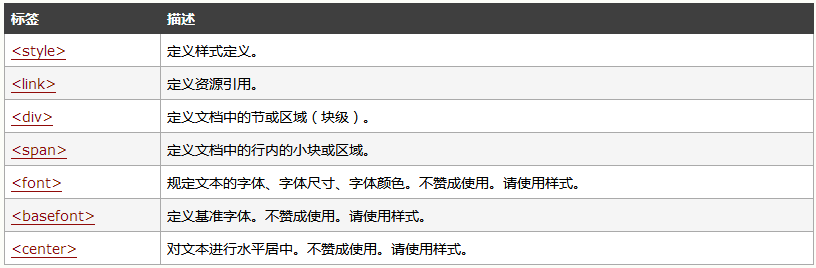 标签 描述
<style> 定义样式定义。
<link> 定义资源引用。
<div> 定义文档中的节或区域（块级）。
<span> 定义文档中的行内的小块或区域。
<font> 规定文本的字体、字体尺寸、字体颜色。不赞成使用。请使用样式。
<basefont> 定义基准字体。不赞成使用。请使用样式。
<center> 对文本进行水平居中。不赞成使用。请使用样式。